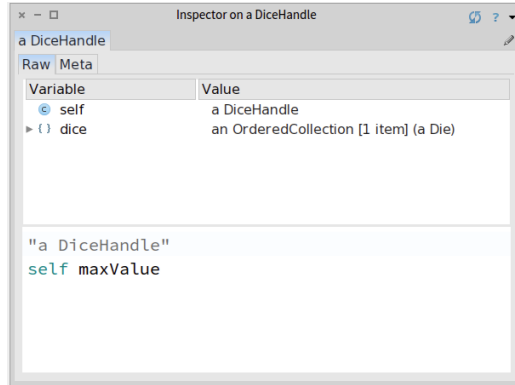 Inspector on a DiceHandle
?
a DiceHandle
Raw Meta
Variable Value
c self a DiceHandle
{ } dice an OrderedCollection [1 item] (a Die)
"a DiceHandle"
self maxValue